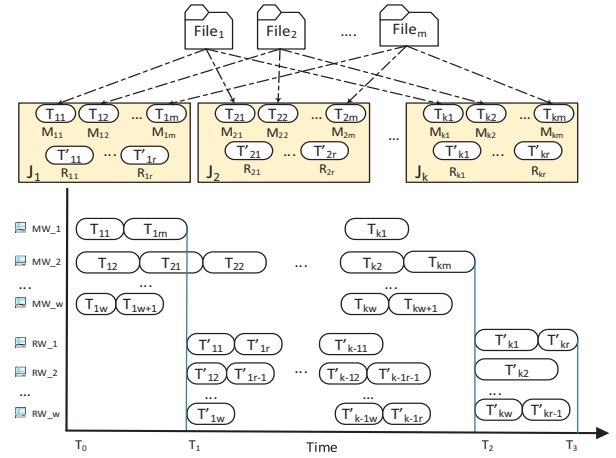 File1 File2 .... Filem
T11 T12 ... T1m T21 T22 ... T2m Tk1 Tk2 ... Tkm
M11 M12 M1m M21 M22 M2m ... Mk1 Mk2 Mkm
T'11 ... T'1r T'21 ... T'2r T'k1 ... T'kr
J1 R11 R1r J2 R21 R2r Jk Rk1 Rkr
MW_1 T11 T1m Tk1
MW_2 T12 T21 T22 ... Tk2 Tkm
... ... ...
MW_w T1w T1w+1 Tkw Tkw+1
RW_1 T'11 T'1r T'k-11 T'k1 T'kr
RW_2 T'12 T'1r-1 ... T'k-12 T'k-1r-1 T'k2
... ... ... ...
RW_w T'1w T'k-1w T'k-1r T'kw T'kr-1
T0 T1 Time T2 T3